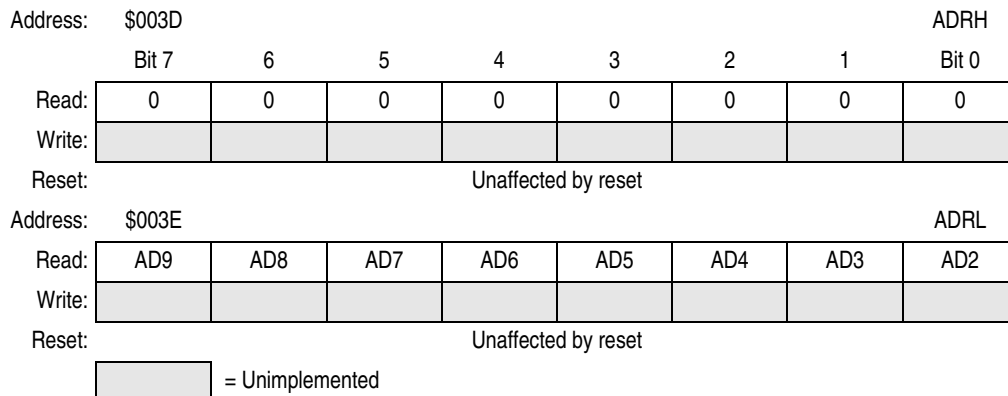 Address: $003D ADRH
Bit 7 6 5 4 3 2 1 Bit 0
Read: 0 0 0 0 0 0 0 0
Write:
Reset: Unaffected by reset
Address: $003E ADRL
Read: AD9 AD8 AD7 AD6 AD5 AD4 AD3 AD2
Write:
Reset: Unaffected by reset
= Unimplemented